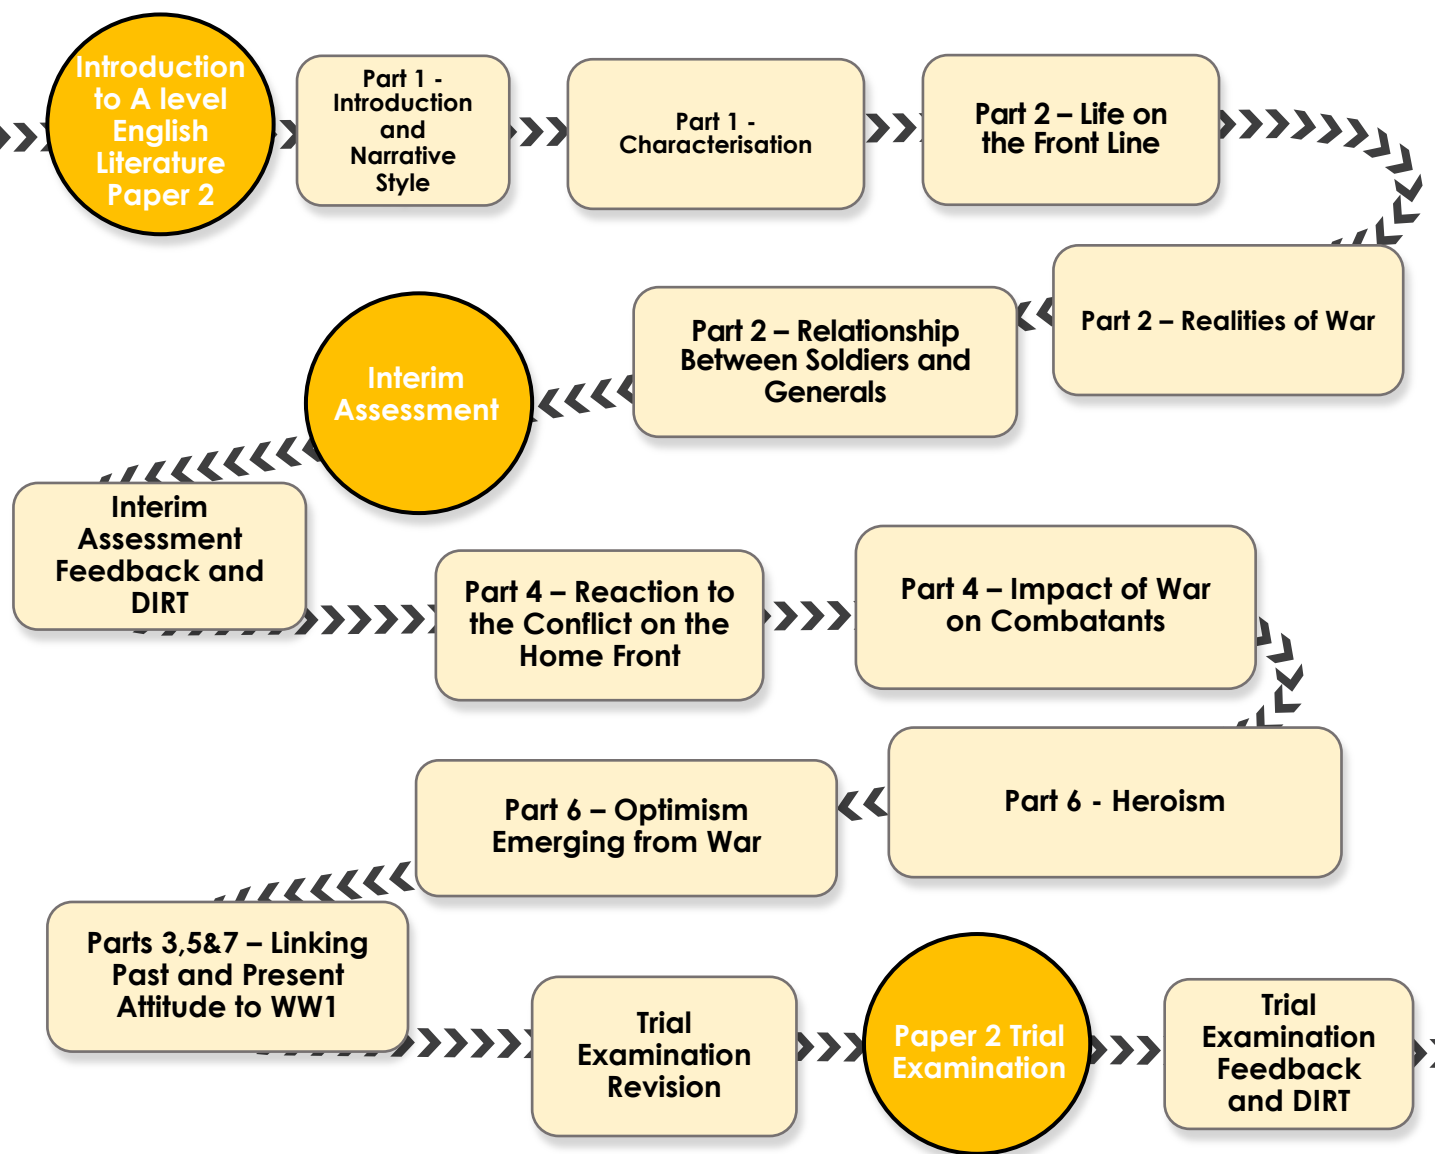 Introduction
to A level
English
Literature
Paper 2
Part 1 -
Introduction
and
Narrative
Style
Part 1 -
Characterisation
Part 2 – Life on
the Front Line
Part 2 – Realities of War
Part 2 – Relationship
Between Soldiers and
Generals
Interim
Assessment
Interim
Assessment
Feedback and
DIRT
Part 4 – Reaction to
the Conflict on the
Home Front
Part 4 – Impact of War
on Combatants
Part 6 - Heroism
Part 6 – Optimism
Emerging from War
Parts 3,5&7 – Linking
Past and Present
Attitude to WW1
Trial
Examination
Revision
Paper 2 Trial
Examination
Trial
Examination
Feedback
and DIRT